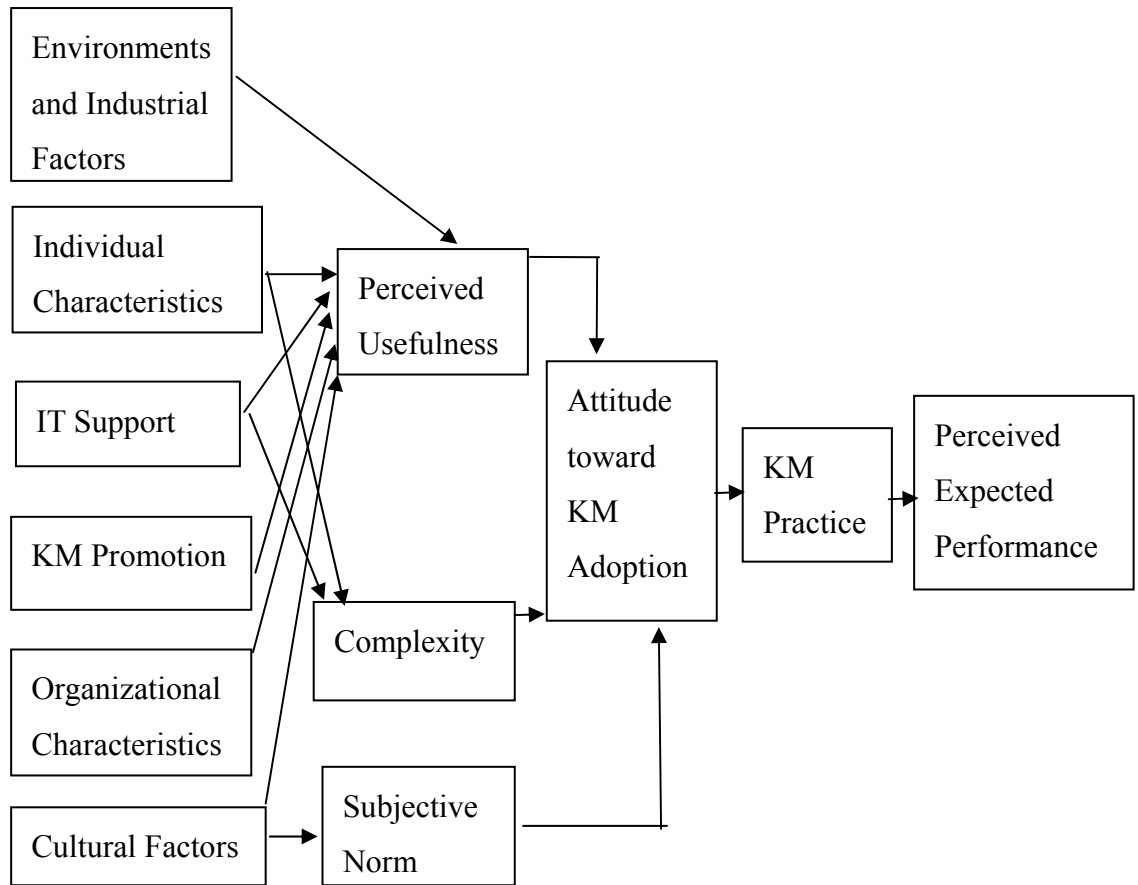 Environments
and Industrial
Factors
Individual
Characteristics
IT Support
KM Promotion
Organizational
Characteristics
Cultural Factors
Perceived
Usefulness
Complexity
Subjective
Norm
Attitude
toward
KM
Adoption
KM
Practice
Perceived
Expected
Performance